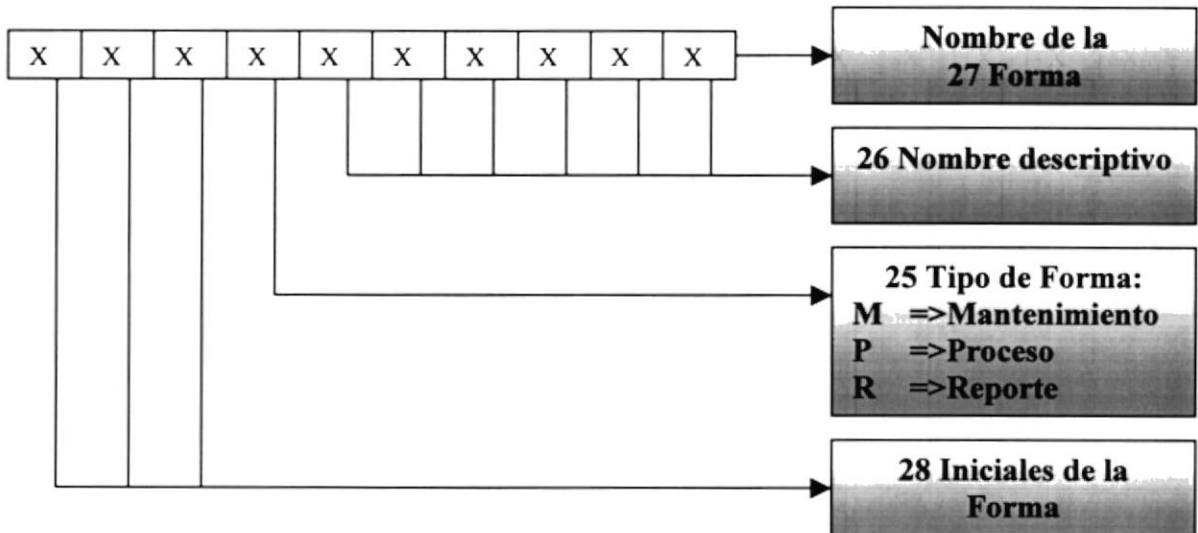 X X X X X X X X X X
Nombre de la
27 Forma
26 Nombre descriptivo
25 Tipo de Forma:
M =>Mantenimiento
P =>Proceso
R =>Reporte
28 Iniciales de la
Forma